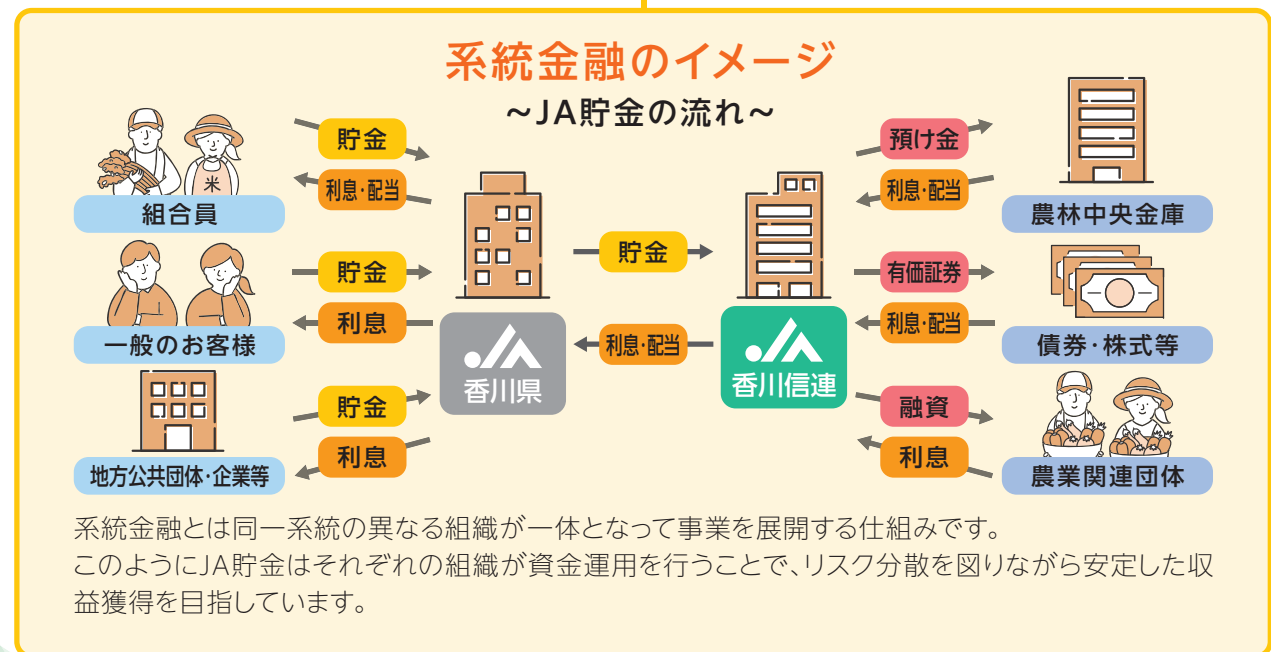 系統金融のイメージ
～JA貯金の流れ～
貯金
利息・配当
米
組合員
貯金
利息
一般のお客様
貯金
利息
地方公共団体・企業等
JA
香川県
貯金
利息・配当
JA
香川信連
預け金
利息・配当
農林中央金庫
有価証券
利息・配当
債券・株式等
融資
利息
農業関連団体
系統金融とは同一系統の異なる組織が一体となって事業を展開する仕組みです。
このようにJA貯金はそれぞれの組織が資金運用を行うことで、リスク分散を図りながら安定した収
益獲得を目指しています。